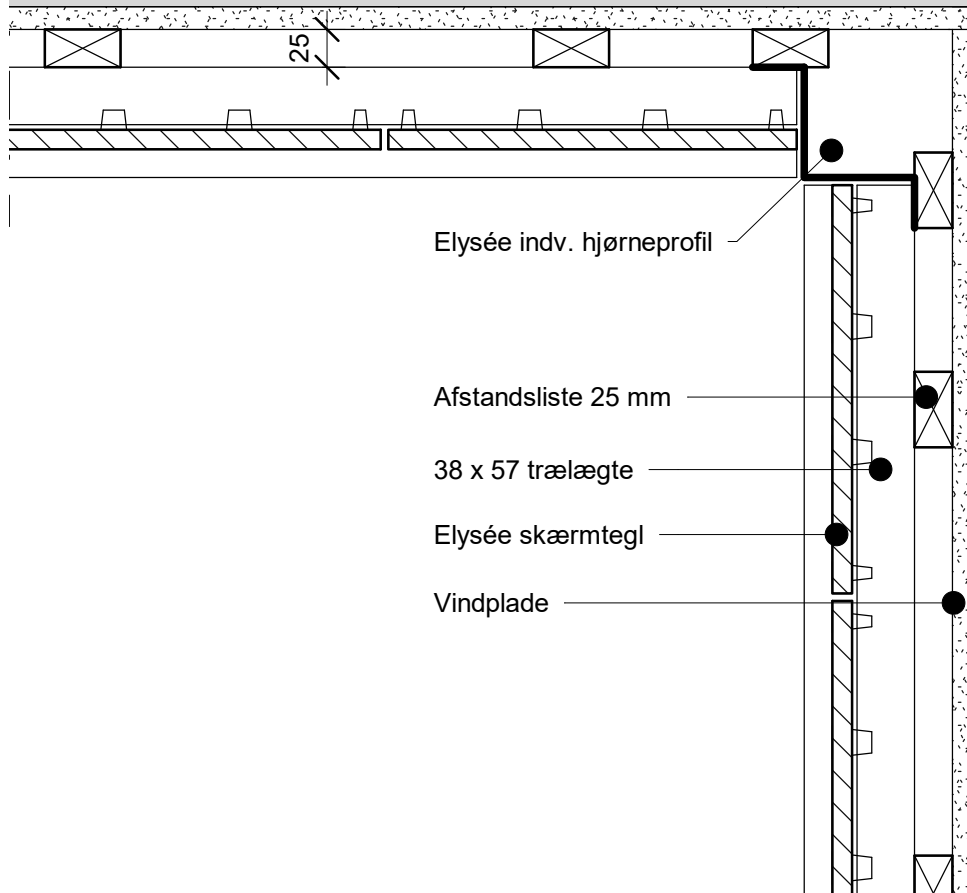 25
Elysée indv. hjørneprofil
Afstandsliste 25 mm
38 x 57 trælægte
Elysée skærmtegl
Vindplade